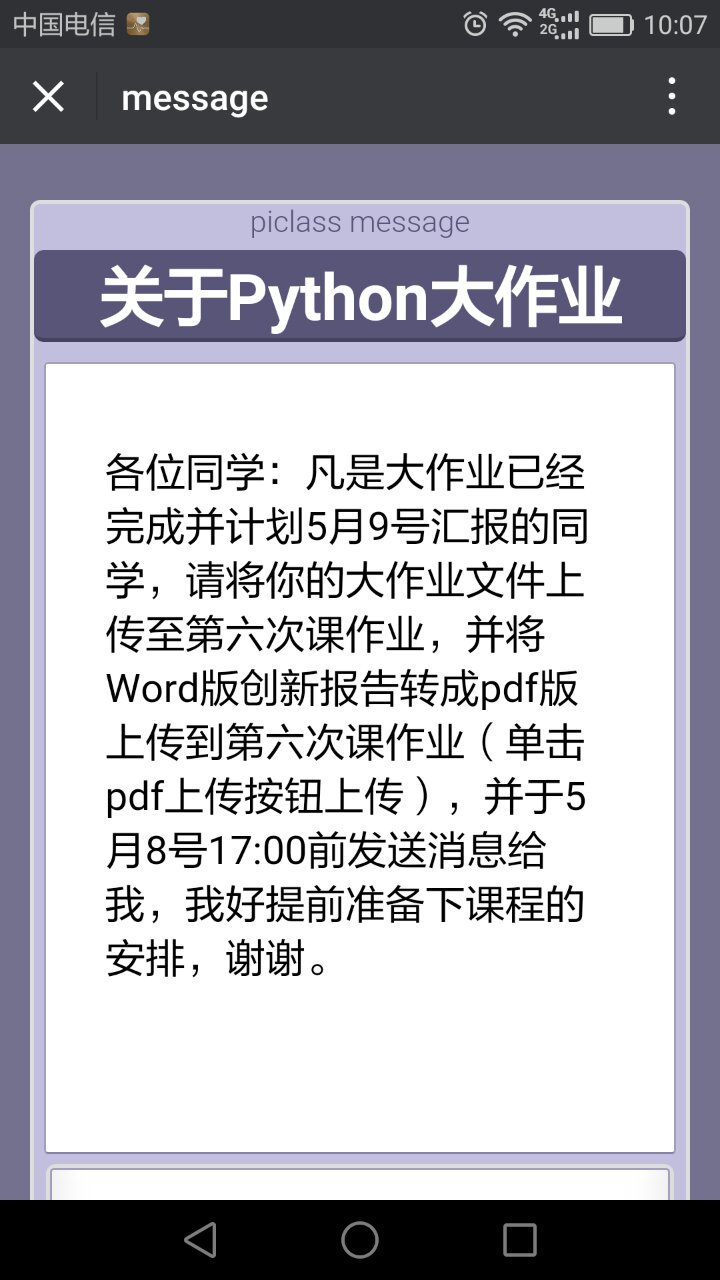 中国电信 4G 2G 10:07
message
piclass message
关于Python大作业
各位同学：凡是大作业已经
完成并计划5月9号汇报的同
学，请将你的大作业文件上
传至第六次课作业，并将
Word版创新报告转成pdf版
上传到第六次课作业（单击
pdf上传按钮上传），并于5
月8号17:00前发送消息给
我，我好提前准备下课程的
安排，谢谢。